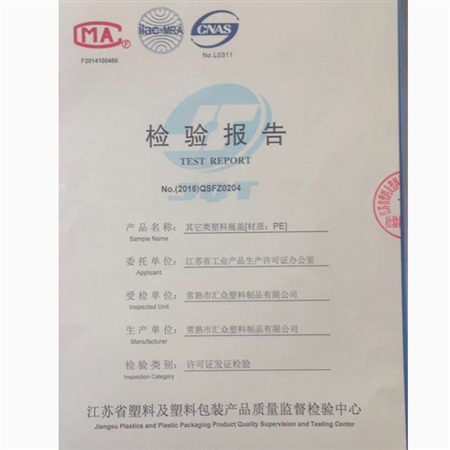 MA
ilac-MRA
CNAS
F2014100466
No.L0311
检验报告
TEST REPORT
No.(2016)QSFZ0204
产品名称: 其它类塑料瓶盖[材质:PE]
Sample Name
委托单位: 江苏省工业产品生产许可证办公室
Applicant
受检单位: 常熟市汇众塑料制品有限公司
Inspected Unit
生产单位: 常熟市汇众塑料制品有限公司
Manufacturer
检验类别: 许可证发证检验
Inspection Category
江苏省塑料及塑料包装产品质量监督检验中心
Jiangsu Plastics and Plastic Packaging Product Quality Supervision and Testing Center